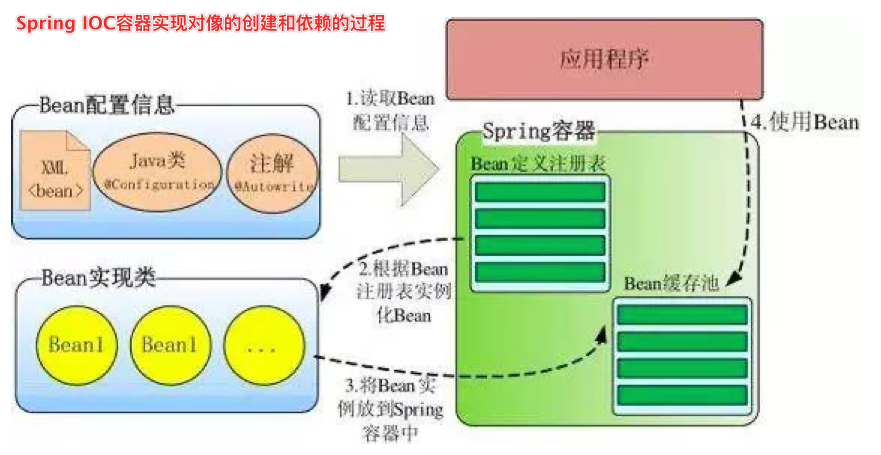 Spring IOC容器实现对像的创建和依赖的过程
应用程序
Bean配置信息
XML
<bean>
Java类
@Configuration
注解
@Autowrite
1.读取Bean
配置信息
Spring容器
Bean定义注册表
4.使用Bean
Bean实现类
Bean1
Bean1
...
2.根据Bean
注册表实例
化Bean
Bean缓存池
3.将Bean实
例放到Spring
容器中